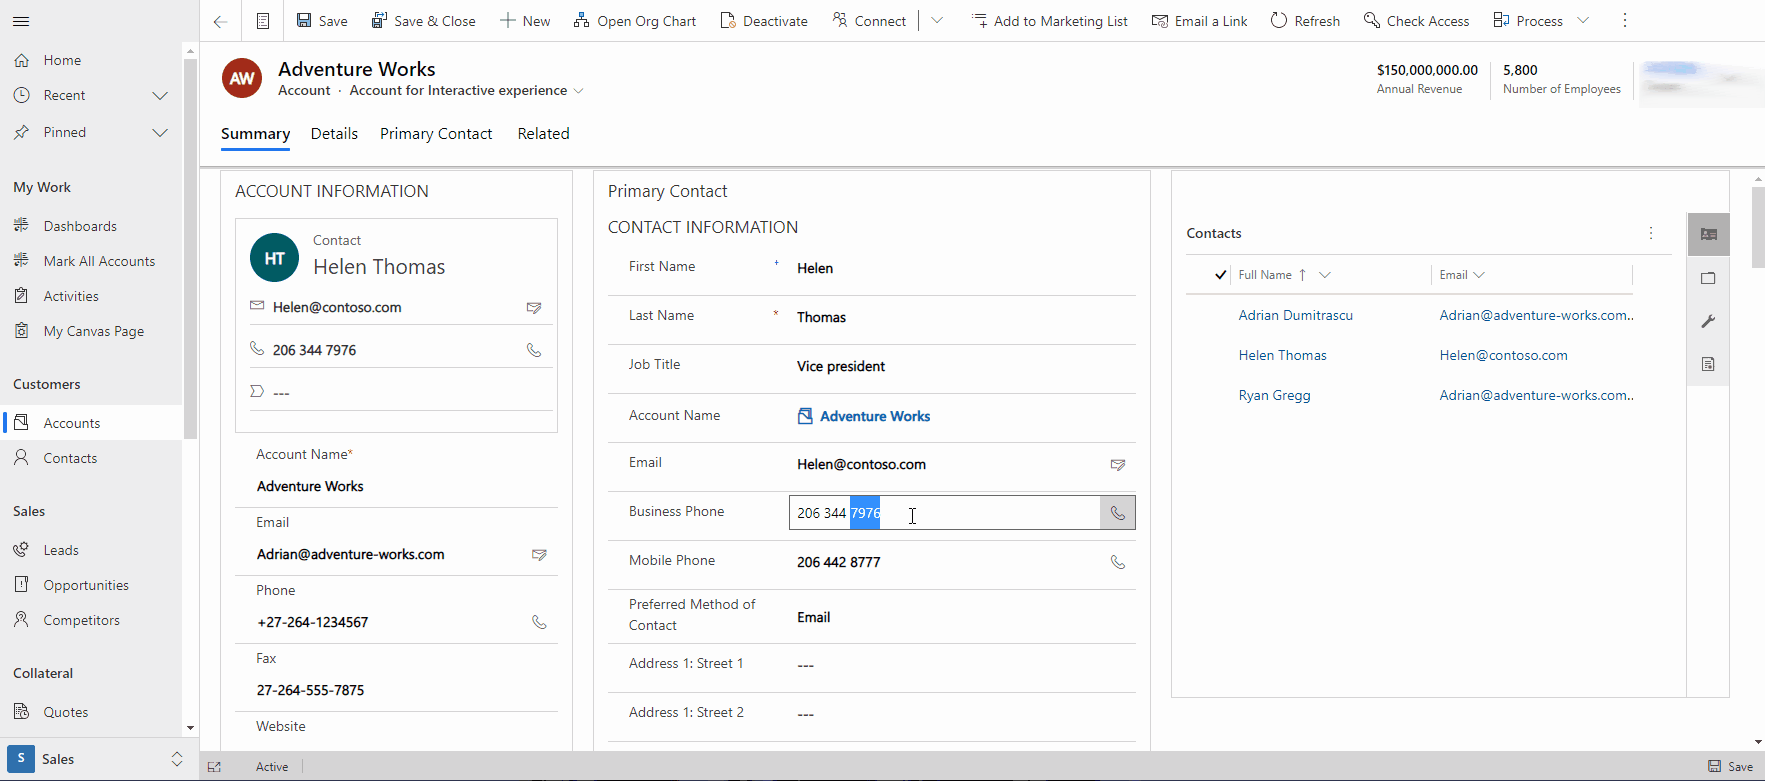 Save
Save & Close
New
Open Org Chart
Deactivate
Connect
Add to Marketing List
Email a Link
Refresh
Check Access
Process
Home
Recent
Pinned
My Work
Dashboards
Mark All Accounts
Activities
My Canvas Page
Customers
Accounts
Contacts
Sales
Leads
Opportunities
Competitors
Collateral
Quotes
S Sales
AW
Adventure Works
Account · Account for Interactive experience
$150,000,000.00
Annual Revenue
5,800
Number of Employees
Summary Details Primary Contact Related
ACCOUNT INFORMATION
HT
Contact
Helen Thomas
Helen@contoso.com
206 344 7976
---
Account Name*
Adventure Works
Email
Adrian@adventure-works.com
Phone
+27-264-1234567
Fax
27-264-555-7875
Website
Primary Contact
CONTACT INFORMATION
First Name + Helen
Last Name * Thomas
Job Title Vice president
Account Name Adventure Works
Email Helen@contoso.com
Business Phone 206 344 7976
Mobile Phone 206 442 8777
Preferred Method of
Contact
Email
Address 1: Street 1 ---
Address 1: Street 2 ---
Contacts
Full Name ↑ Email
Adrian Dumitrascu Adrian@adventure-works.com..
Helen Thomas Helen@contoso.com
Ryan Gregg Adrian@adventure-works.com..
Active
Save